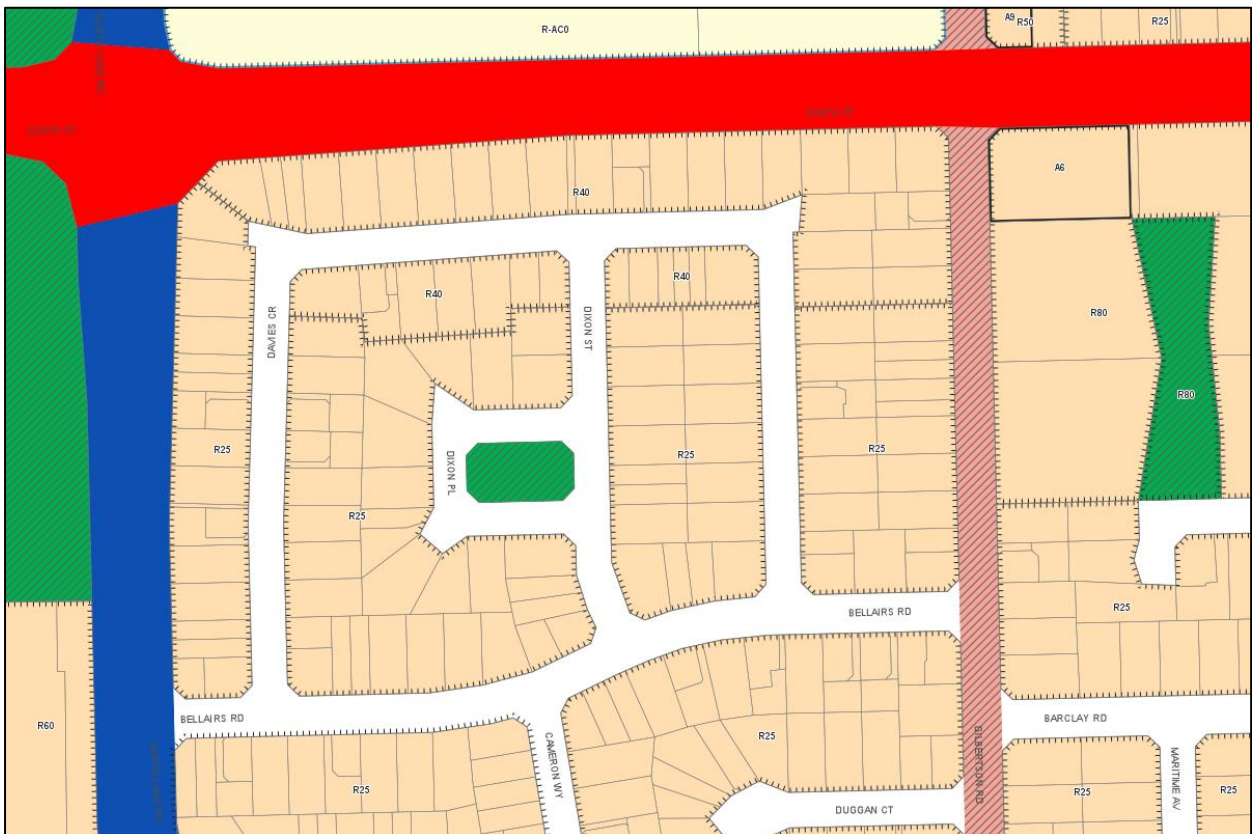 R-AC0
A9
R50
R25
R40
A6
R40
R40
R80
DAVIES CR
DIXON ST
R80
R25
DIXON PL
R25
R25
R25
BELLAIRS RD
R25
R60
BELLAIRS RD
BARCLAY RD
CAMERON WY
R25
GILBERTSON RD
MARITIME AV
R25
R25
R25
DUGGAN CT